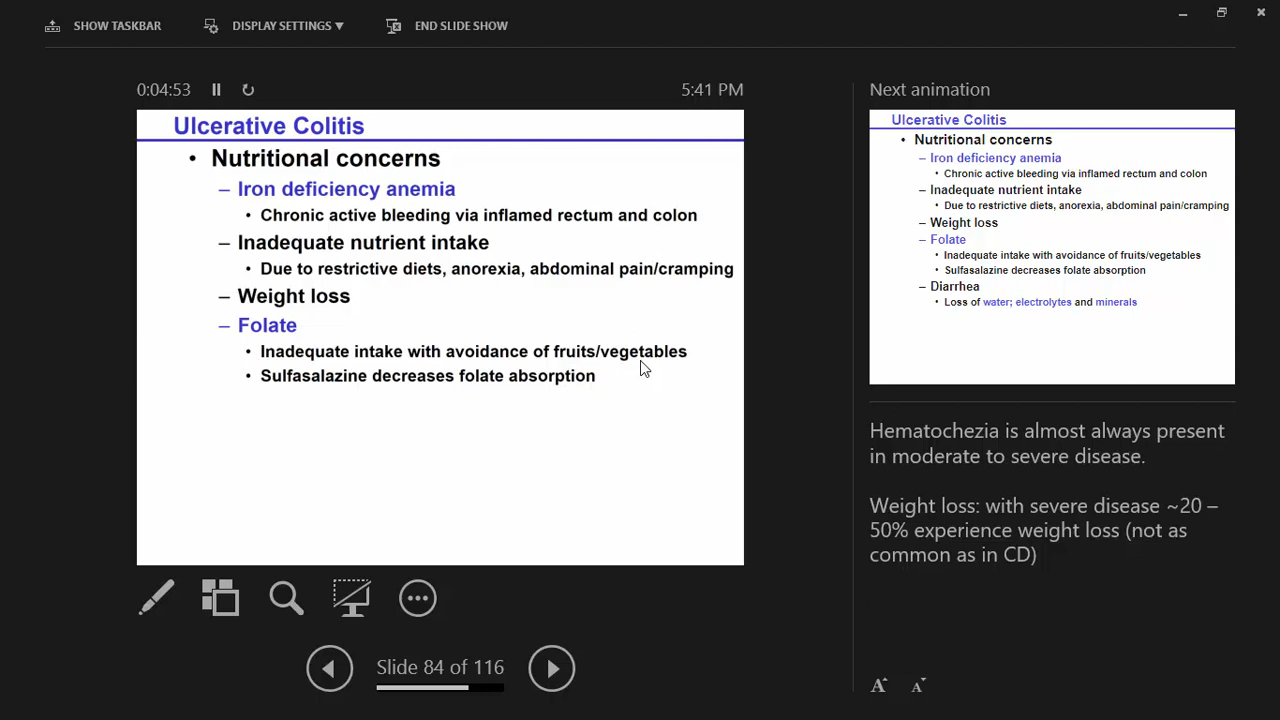 SHOW TASKBAR
DISPLAY SETTINGS ▼
END SLIDE SHOW
0:04:53
5:41 PM
Ulcerative Colitis
• Nutritional concerns
– Iron deficiency anemia
• Chronic active bleeding via inflamed rectum and colon
– Inadequate nutrient intake
• Due to restrictive diets, anorexia, abdominal pain/cramping
– Weight loss
– Folate
• Inadequate intake with avoidance of fruits/vegetables
• Sulfasalazine decreases folate absorption
Slide 84 of 116
Next animation
Ulcerative Colitis
• Nutritional concerns
– Iron deficiency anemia
• Chronic active bleeding via inflamed rectum and colon
– Inadequate nutrient intake
• Due to restrictive diets, anorexia, abdominal pain/cramping
– Weight loss
– Folate
• Inadequate intake with avoidance of fruits/vegetables
• Sulfasalazine decreases folate absorption
– Diarrhea
• Loss of water; electrolytes and minerals
Hematochezia is almost always present
in moderate to severe disease.
Weight loss: with severe disease ~20 –
50% experience weight loss (not as
common as in CD)
A A